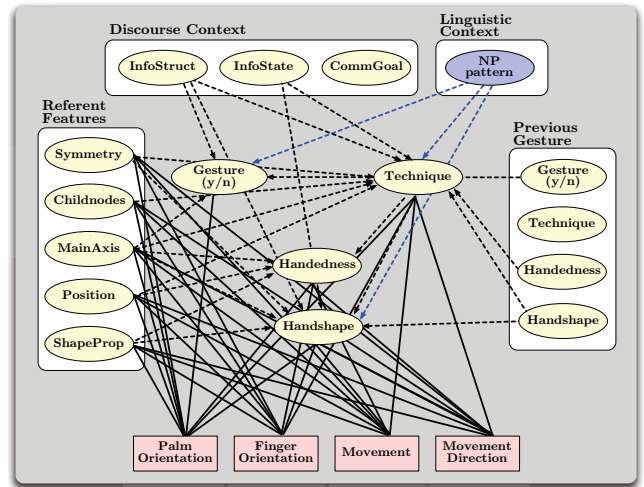 Discourse Context
Linguistic
Context
InfoStruct
InfoState
CommGoal
NP
pattern
Referent
Features
Previous
Gesture
Symmetry
Childnodes
MainAxis
Position
ShapeProp
Gesture
(y/n)
Technique
Handedness
Handshape
Gesture
(y/n)
Technique
Handedness
Handshape
Palm
Orientation
Finger
Orientation
Movement
Movement
Direction